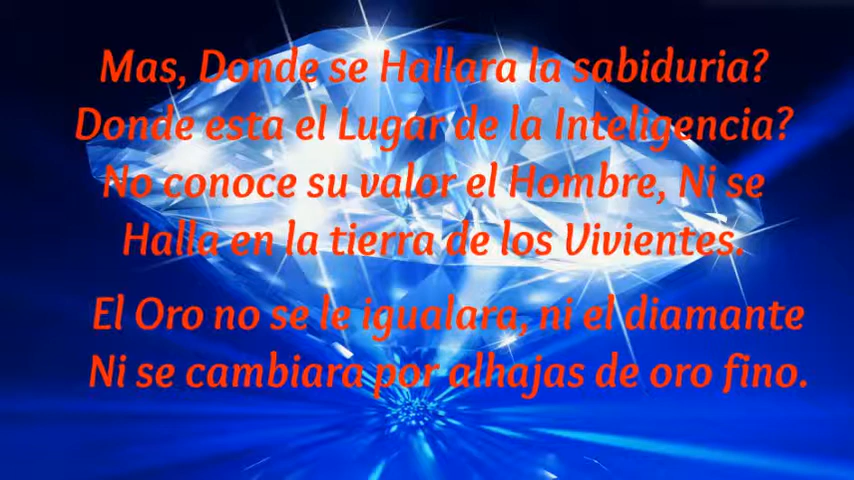 Mas, Donde se Hallara la sabiduria?
Donde esta el Lugar de la Inteligencia?
No conoce su valor el Hombre, Ni se
Halla en la tierra de los Vivientes.
El Oro no se le igualara, ni el diamante
Ni se cambiara por alhajas de oro fino.